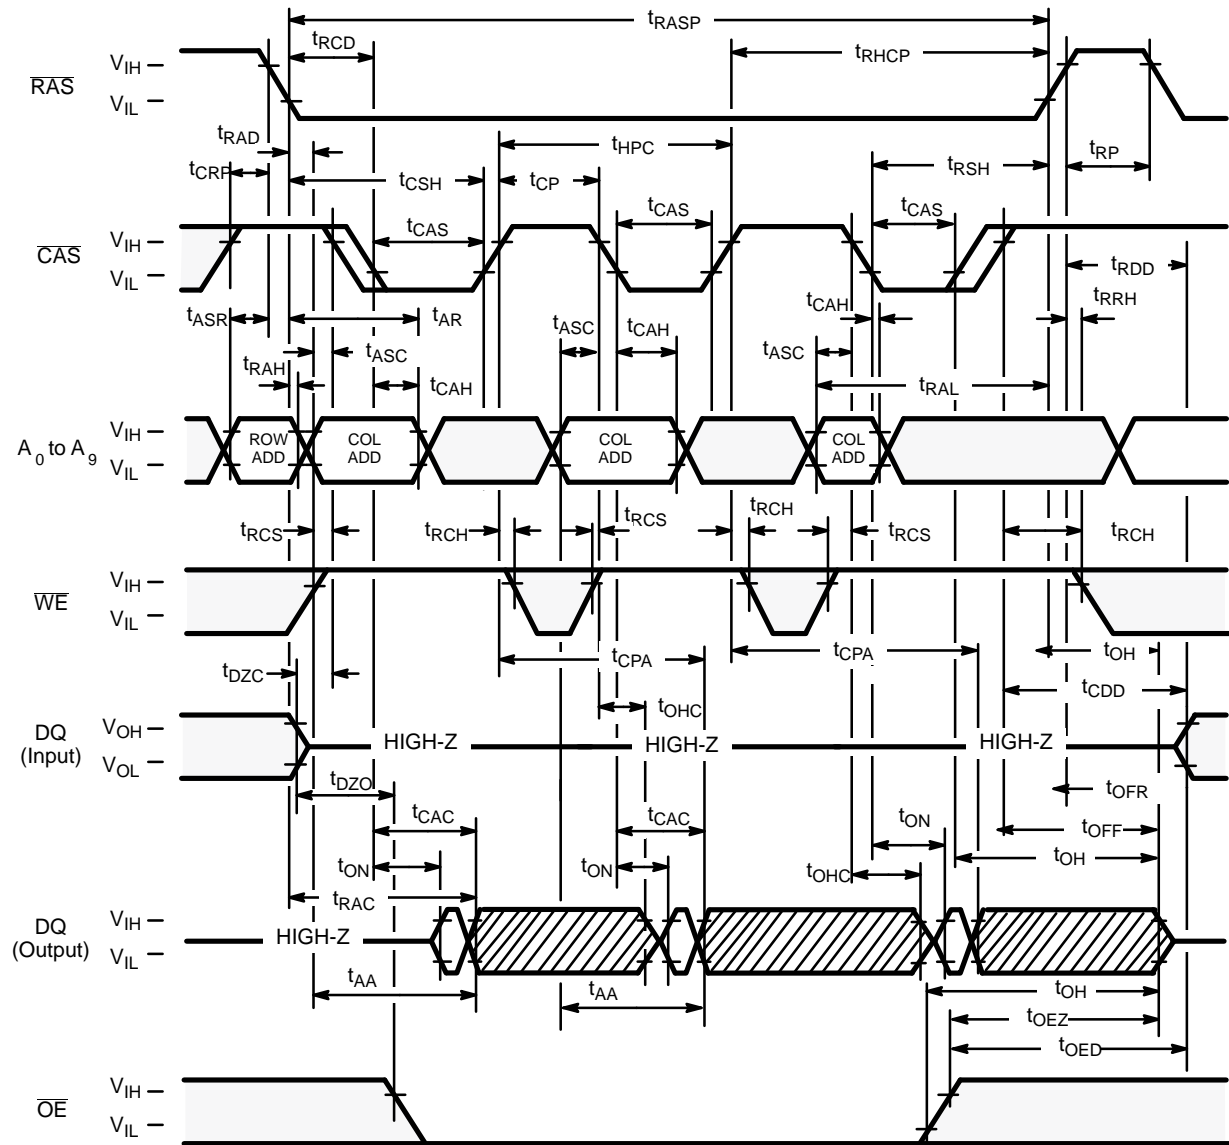 tRASP
tRCD
tRHCP
RAS
VIH
VIL
tRAD
tHPC
tRP
tCRP
tCSH
tCP
tRSH
tCAS
tCAS
tCAS
CAS
VIH
VIL
tRDD
tRRH
tASR
tAR
tASC
tCAH
tCAH
tASC
tRAH
tASC
tCAH
tRAL
A0 to A9
VIH
VIL
ROW ADD
COL ADD
COL ADD
COL ADD
tRCS
tRCH
tRCS
tRCH
tRCS
tRCH
WE
VIH
VIL
tCPA
tCPA
tOH
tDZC
tCDD
tOHC
DQ
(Input)
VOH
VOL
HIGH-Z
HIGH-Z
HIGH-Z
tDZO
tOFR
tCAC
tCAC
tON
tOFF
tON
tON
tOHC
tOH
tRAC
DQ
(Output)
VIH
VIL
HIGH-Z
tAA
tAA
tOH
tOEZ
tOED
OE
VIH
VIL